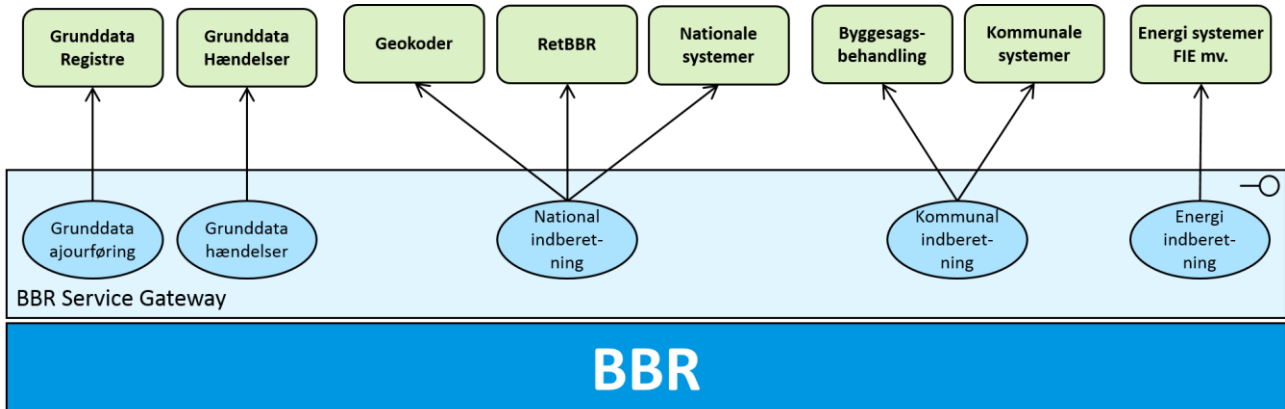 Grunddata
Registre
Grunddata
Hændelser
Geokoder
RetBBR
Nationale
systemer
Byggesags-
behandling
Kommunale
systemer
Energi systemer
FIE mv.
Grunddata
ajourføring
Grunddata
hændelser
National
indberet-
ning
Kommunal
indberet-
ning
Energi
indberet-
ning
BBR Service Gateway
BBR